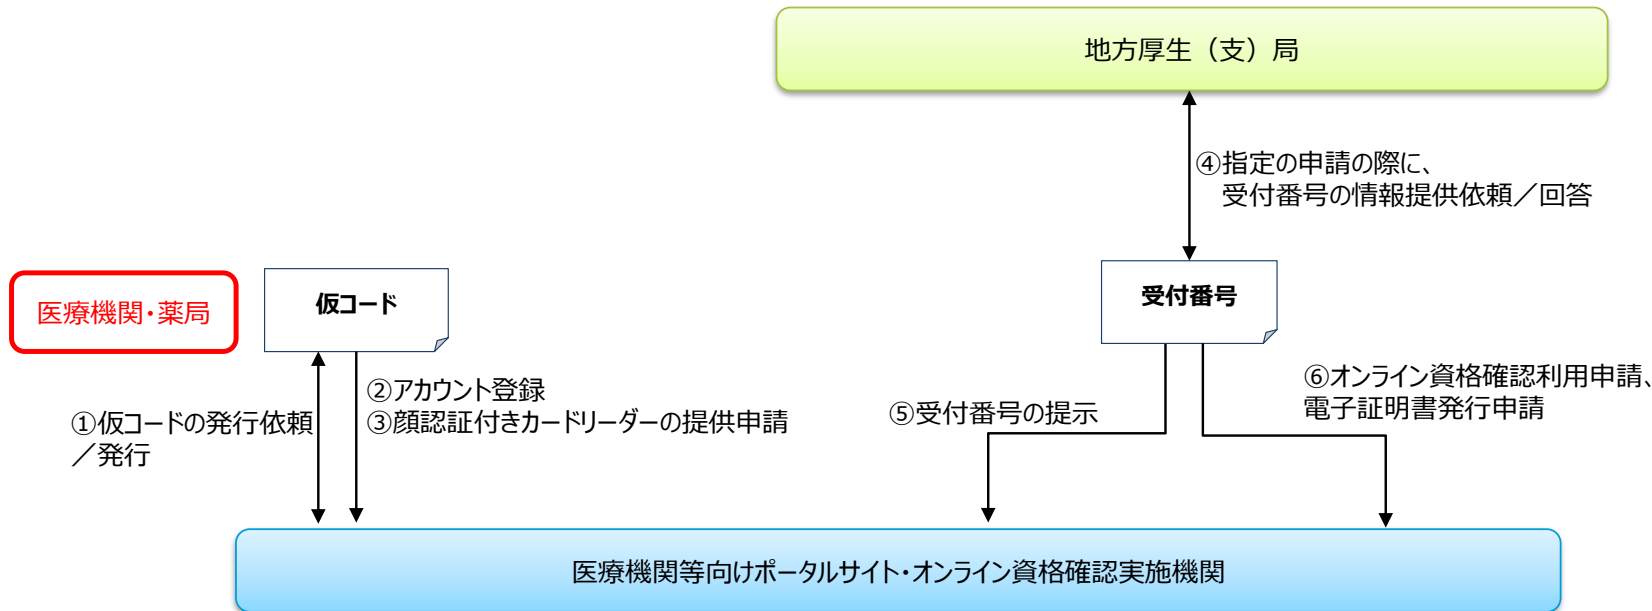 地方厚生（支）局
④指定の申請の際に、
受付番号の情報提供依頼／回答
医療機関・薬局
仮コード
受付番号
①仮コードの発行依頼
／発行
②アカウント登録
③顔認証付きカードリーダーの提供申請
⑤受付番号の提示
⑥オンライン資格確認利用申請、
電子証明書発行申請
医療機関等向けポータルサイト・オンライン資格確認実施機関